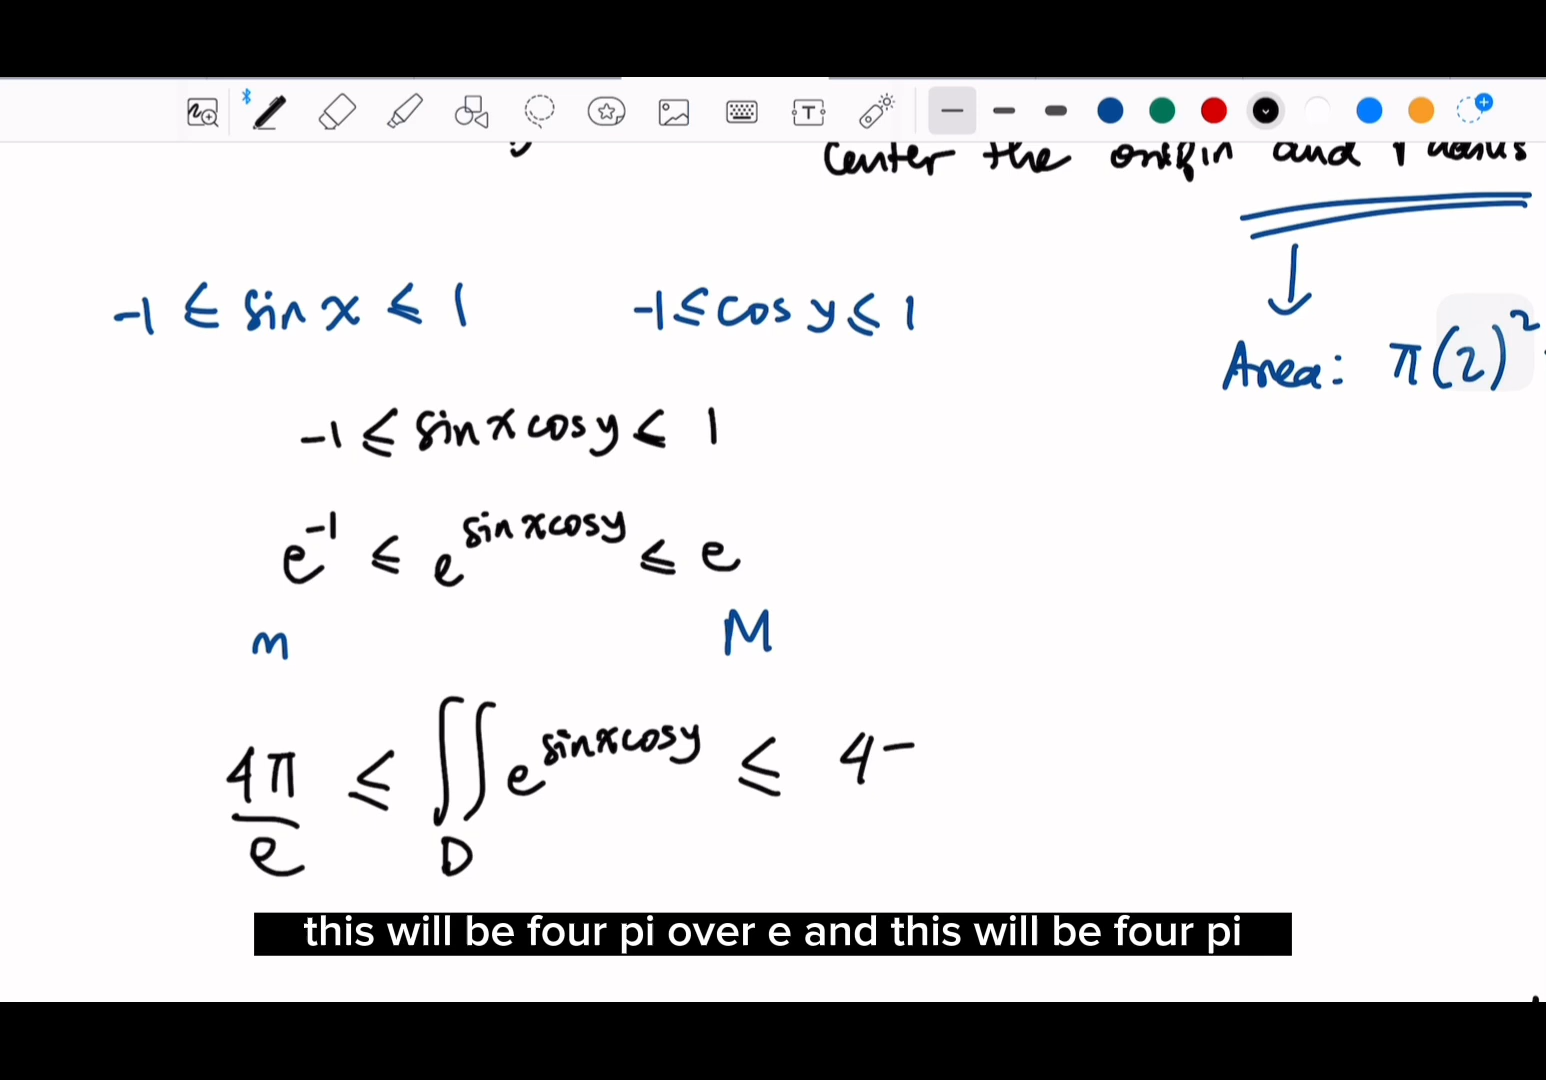 center the origin and radius
-1 ≤ sin x ≤ 1 -1 ≤ cos y ≤ 1
Area: π(2)²
-1 ≤ sin x cos y ≤ 1
e^-1 ≤ e^sin x cos y ≤ e
m M
4π/e ≤ ∬_D e^sin x cos y ≤ 4
this will be four pi over e and this will be four pi